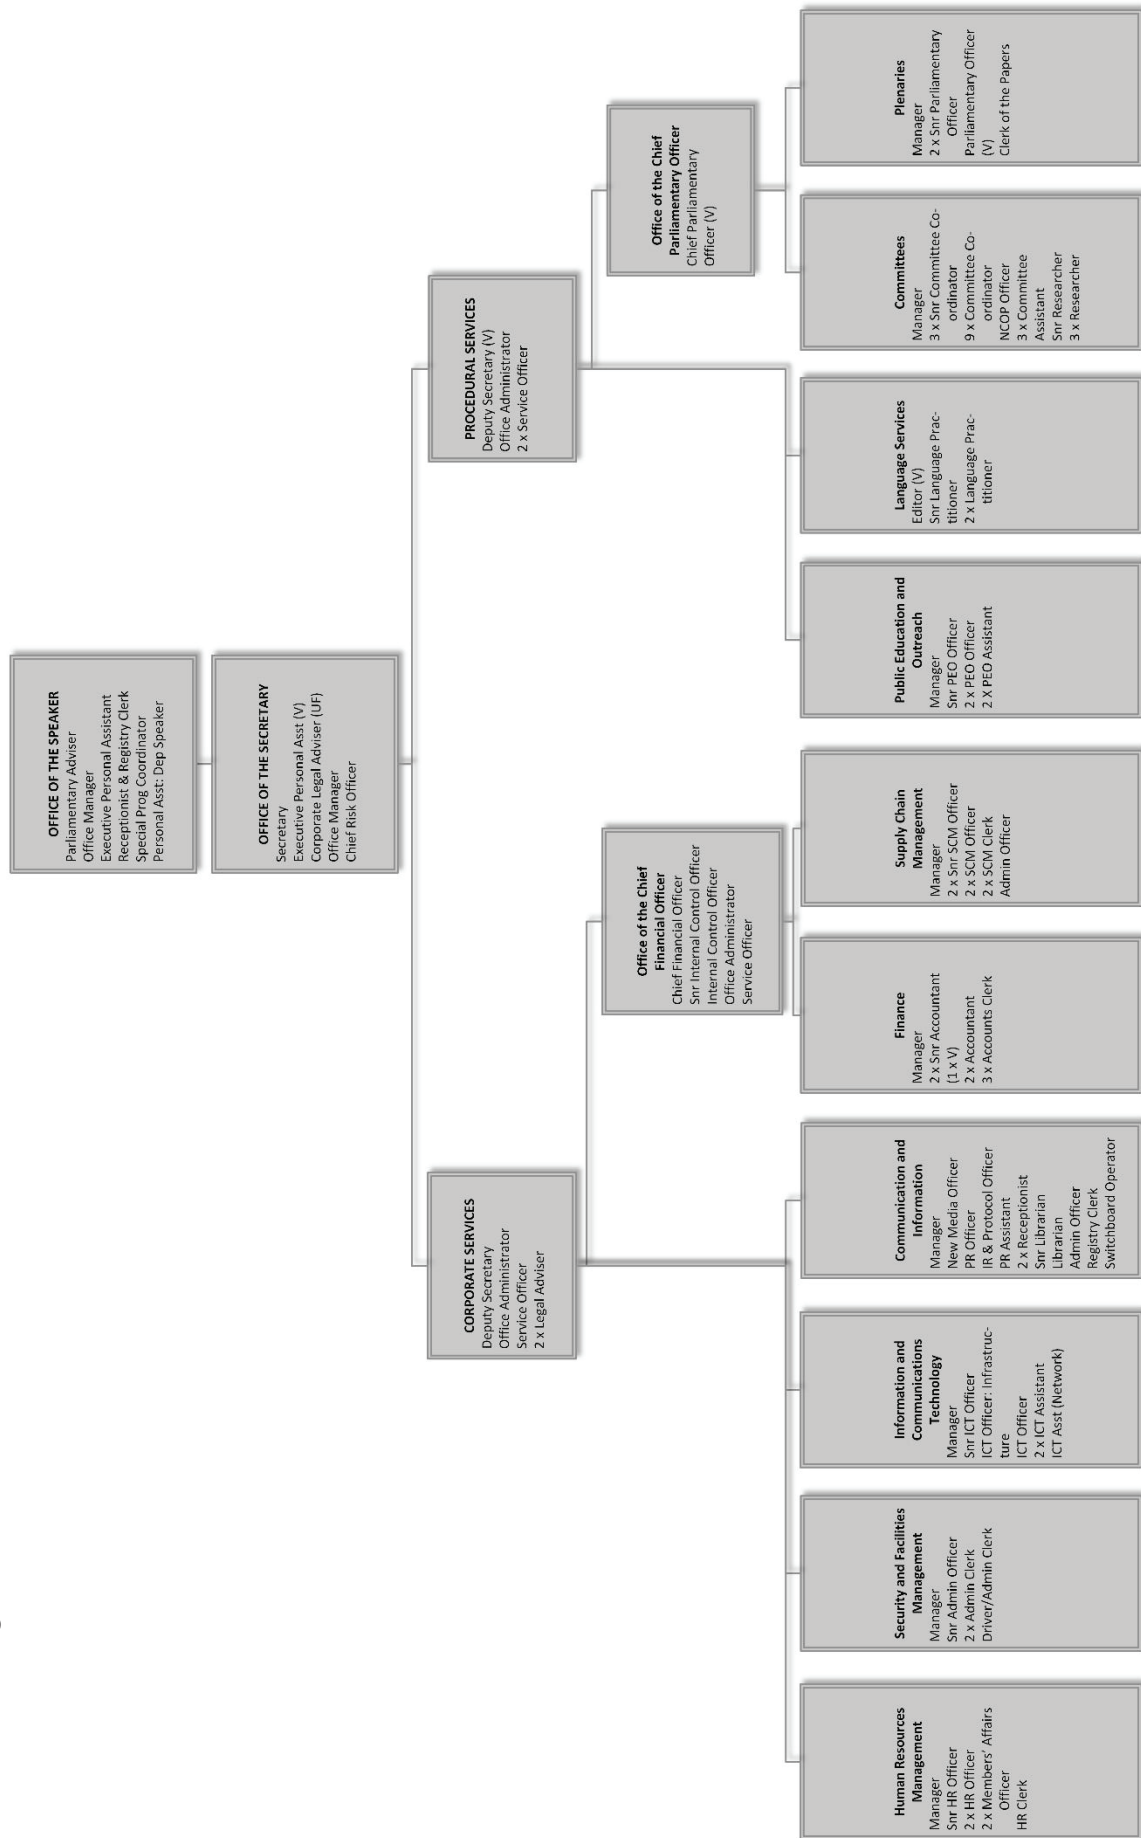 OFFICE OF THE SPEAKER
Parliamentary Adviser
Office Manager
Executive Personal Assistant
Receptionist & Registry Clerk
Special Prog Coordinator
Personal Asst: Dep Speaker
OFFICE OF THE SECRETARY
Secretary
Executive Personal Asst (V)
Corporate Legal Adviser (UF)
Office Manager
Chief Risk Officer
CORPORATE SERVICES
Deputy Secretary
Office Administrator
Service Officer
2 x Legal Adviser
PROCEDURAL SERVICES
Deputy Secretary (V)
Office Administrator
2 x Service Officer
Office of the Chief
Financial Officer
Chief Financial Officer
Snr Internal Control Officer
Internal Control Officer
Office Administrator
Service Officer
Office of the Chief
Parliamentary Officer
Chief Parliamentary
Officer (V)
Human Resources
Management
Manager
Snr HR Officer
2 x HR Officer
2 x Members' Affairs
Officer
HR Clerk
Security and Facilities
Management
Manager
Snr Admin Officer
2 x Admin Clerk
Driver/Admin Clerk
Information and
Communications
Technology
Manager
Snr ICT Officer
ICT Officer: Infrastruc-
ture
ICT Officer
2 x ICT Assistant
ICT Asst (Network)
Communication and
Information
Manager
New Media Officer
PR Officer
IR & Protocol Officer
PR Assistant
2 x Receptionist
Snr Librarian
Librarian
Admin Officer
Registry Clerk
Switchboard Operator
Finance
Manager
2 x Snr Accountant
(1 x V)
2 x Accountant
3 x Accounts Clerk
Supply Chain
Management
Manager
2 x Snr SCM Officer
2 x SCM Officer
2 x SCM Clerk
Admin Officer
Public Education and
Outreach
Manager
Snr PEO Officer
2 x PEO Officer
2 X PEO Assistant
Language Services
Editor (V)
Snr Language Prac-
titioner
2 x Language Prac-
titioner
Committees
Manager
3 x Snr Committee Co-
ordinator
9 x Committee Co-
ordinator
NCOP Officer
3 x Committee
Assistant
Snr Researcher
3 x Researcher
Plenaries
Manager
2 x Snr Parliamentary
Officer
Parliamentary Officer
(V)
Clerk of the Papers